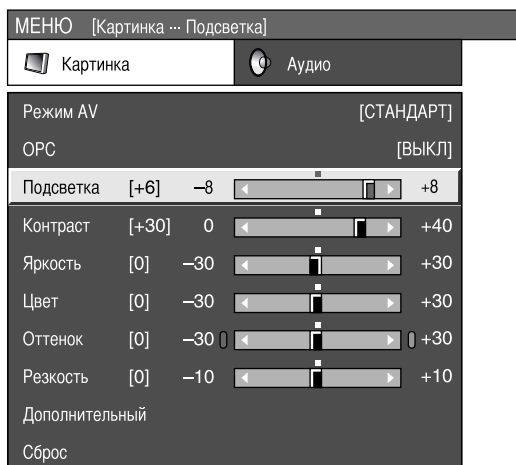 МЕНЮ [Картинка ··· Подсветка]
Картинка Аудио
Режим AV [СТАНДАРТ]
OPC [ВЫКЛ]
Подсветка [+6] –8 +8
Контраст [+30] 0 +40
Яркость [0] –30 +30
Цвет [0] –30 +30
Оттенок [0] –30 +30
Резкость [0] –10 +10
Дополнительный
Сброс